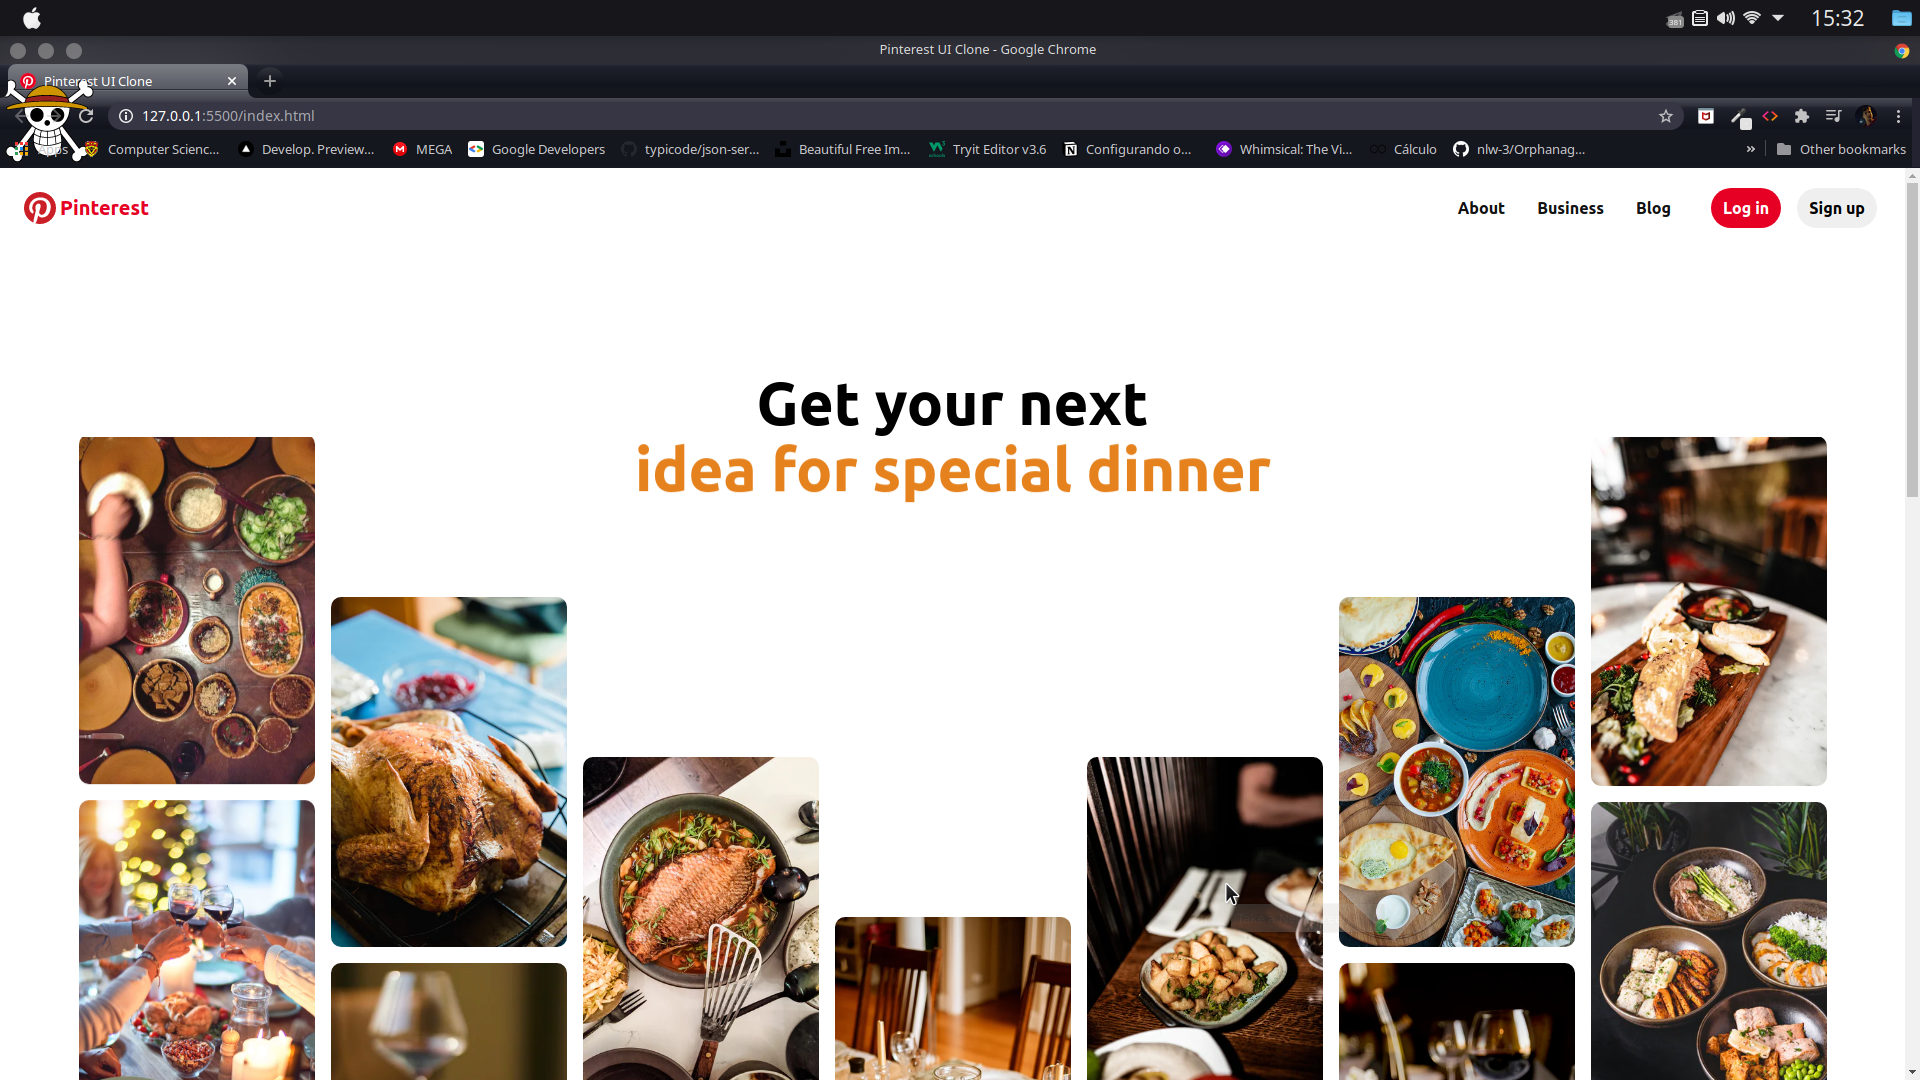 381
15:32
Pinterest UI Clone - Google Chrome
Pinterest UI Clone
127.0.0.1:5500/index.html
Apps
Computer Scienc...
Develop. Preview...
MEGA
Google Developers
typicode/json-ser...
Beautiful Free Im...
Tryit Editor v3.6
Configurando o...
Whimsical: The Vi...
Cálculo
nlw-3/Orphanag...
»
Other bookmarks
Pinterest
About
Business
Blog
Log in
Sign up
Get your next
idea for special dinner